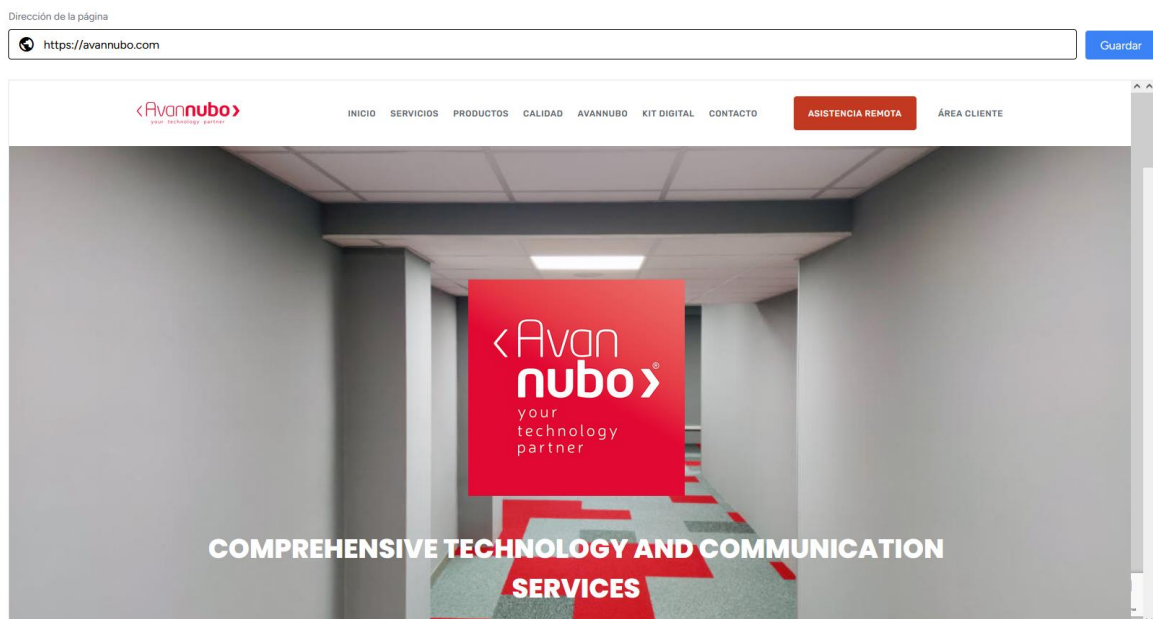 Dirección de la página
https://avannubo.com
Guardar
<Avannubo>
your technology partner
INICIO SERVICIOS PRODUCTOS CALIDAD AVANNUBO KIT DIGITAL CONTACTO ASISTENCIA REMOTA ÁREA CLIENTE
<Avan
nubo>®
your
technology
partner
COMPREHENSIVE TECHNOLOGY AND COMMUNICATION
SERVICES